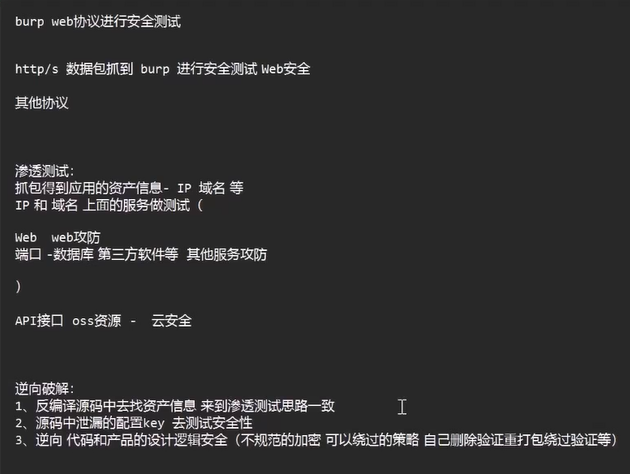 burp web协议进行安全测试
http/s 数据包抓到 burp 进行安全测试 Web安全
其他协议
渗透测试:
抓包得到应用的资产信息- IP 域名 等
IP 和 域名 上面的服务做测试（
Web  web攻防
端口 -数据库 第三方软件等  其他服务攻防
）
API接口 oss资源 -  云安全
逆向破解:
1、反编译源码中去找资产信息 来到渗透测试思路一致
2、源码中泄漏的配置key 去测试安全性
3、逆向 代码和产品的设计逻辑安全（不规范的加密 可以绕过的策略 自己删除验证重打包绕过验证等）